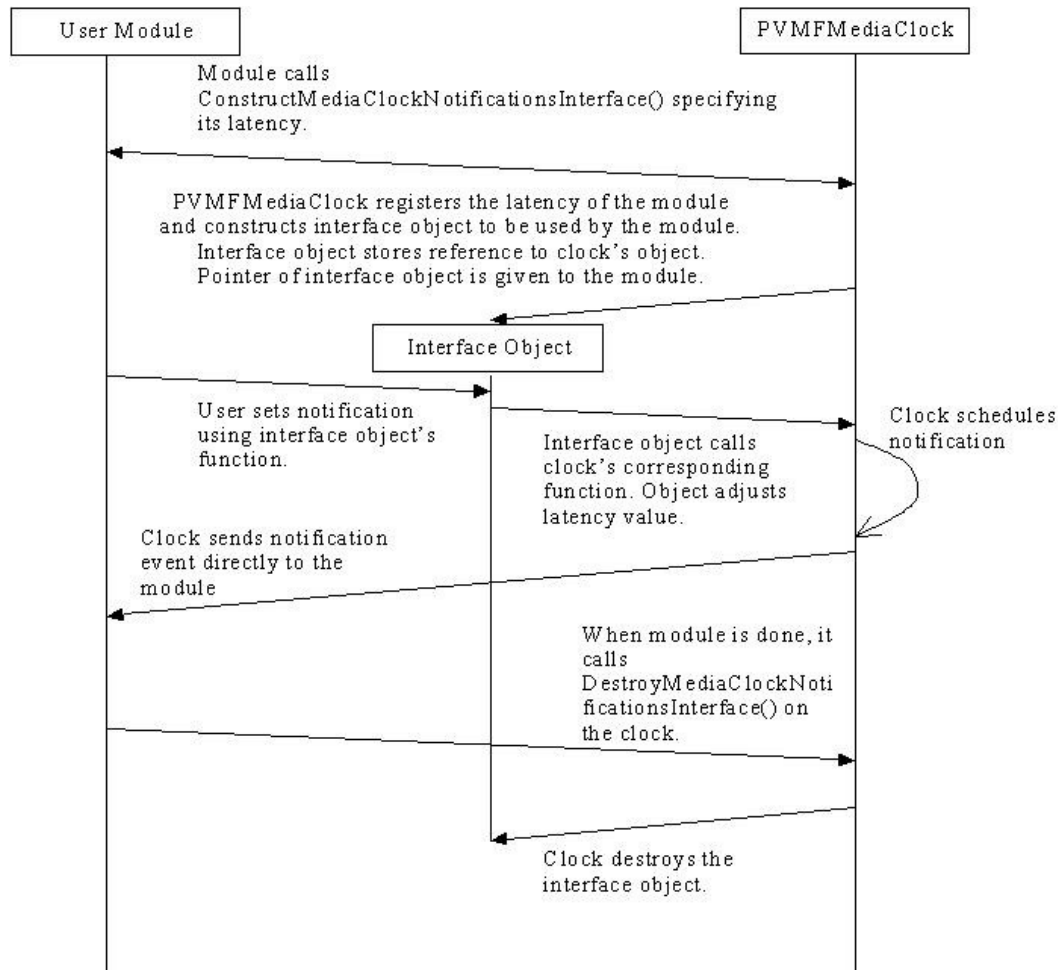 User Module
PVMFMediaClock
Module calls
ConstructMediaClockNotificationsInterface() specifying
its latency.
PVMFMediaClock registers the latency of the module
and constructs interface object to be used by the module.
Interface object stores reference to clock's object.
Pointer of interface object is given to the module.
Interface Object
User sets notification
using interface object's
function.
Clock schedules
notification
Interface object calls
clock's corresponding
function. Object adjusts
latency value.
Clock sends notification
event directly to the
module
When module is done, it
calls
DestroyMediaClockNoti
ficationsInterface() on
the clock.
Clock destroys the
interface object.